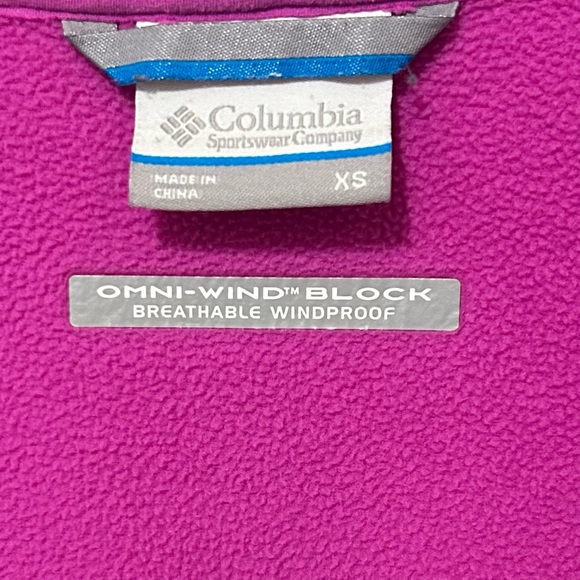 Columbia
Sportswear Company
MADE IN
CHINA
XS
OMNI-WIND™ BLOCK
BREATHABLE WINDPROOF